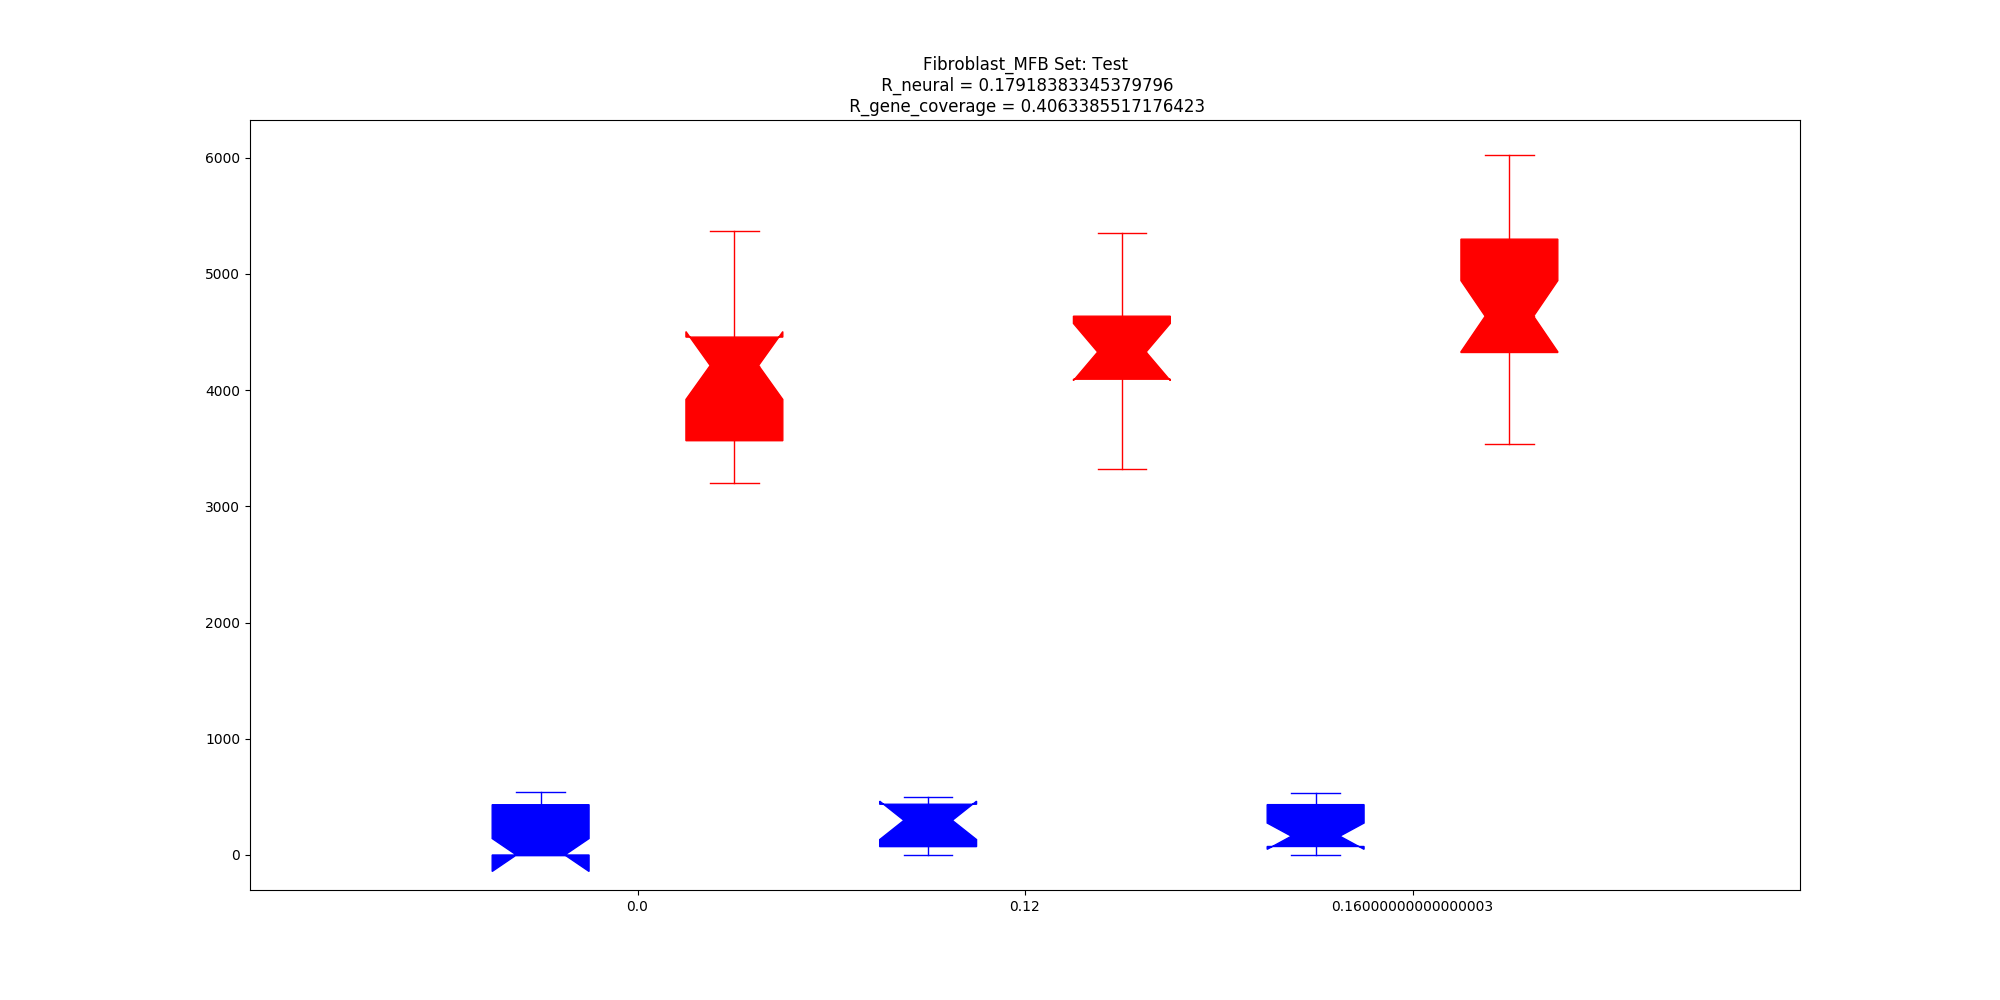 Fibroblast_MFB Set: Test
R_neural = 0.17918383345379796
R_gene_coverage = 0.4063385517176423
6000
5000
4000
3000
2000
1000
0
0.0 0.12 0.16000000000000003